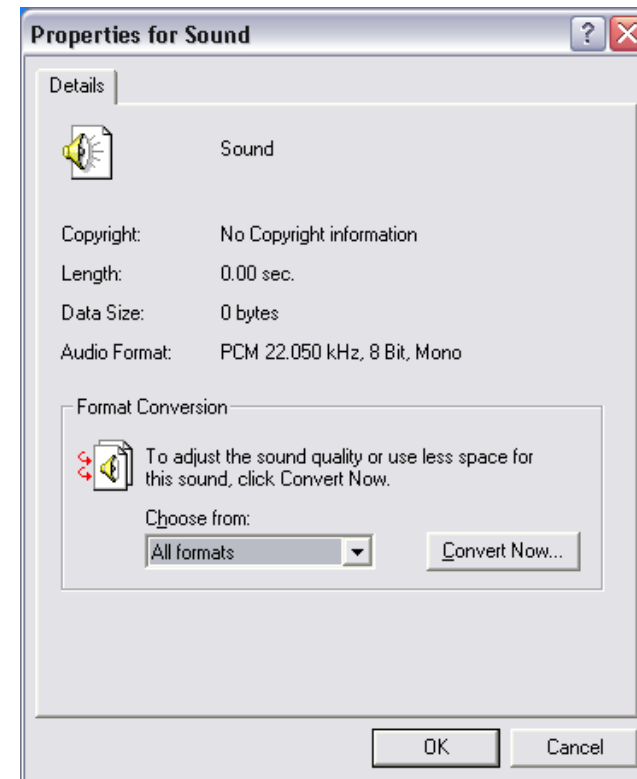 Properties for Sound
Details
Sound
Copyright: No Copyright information
Length: 0.00 sec.
Data Size: 0 bytes
Audio Format: PCM 22.050 kHz, 8 Bit, Mono
Format Conversion
To adjust the sound quality or use less space for
this sound, click Convert Now.
Choose from:
All formats Convert Now...
OK Cancel